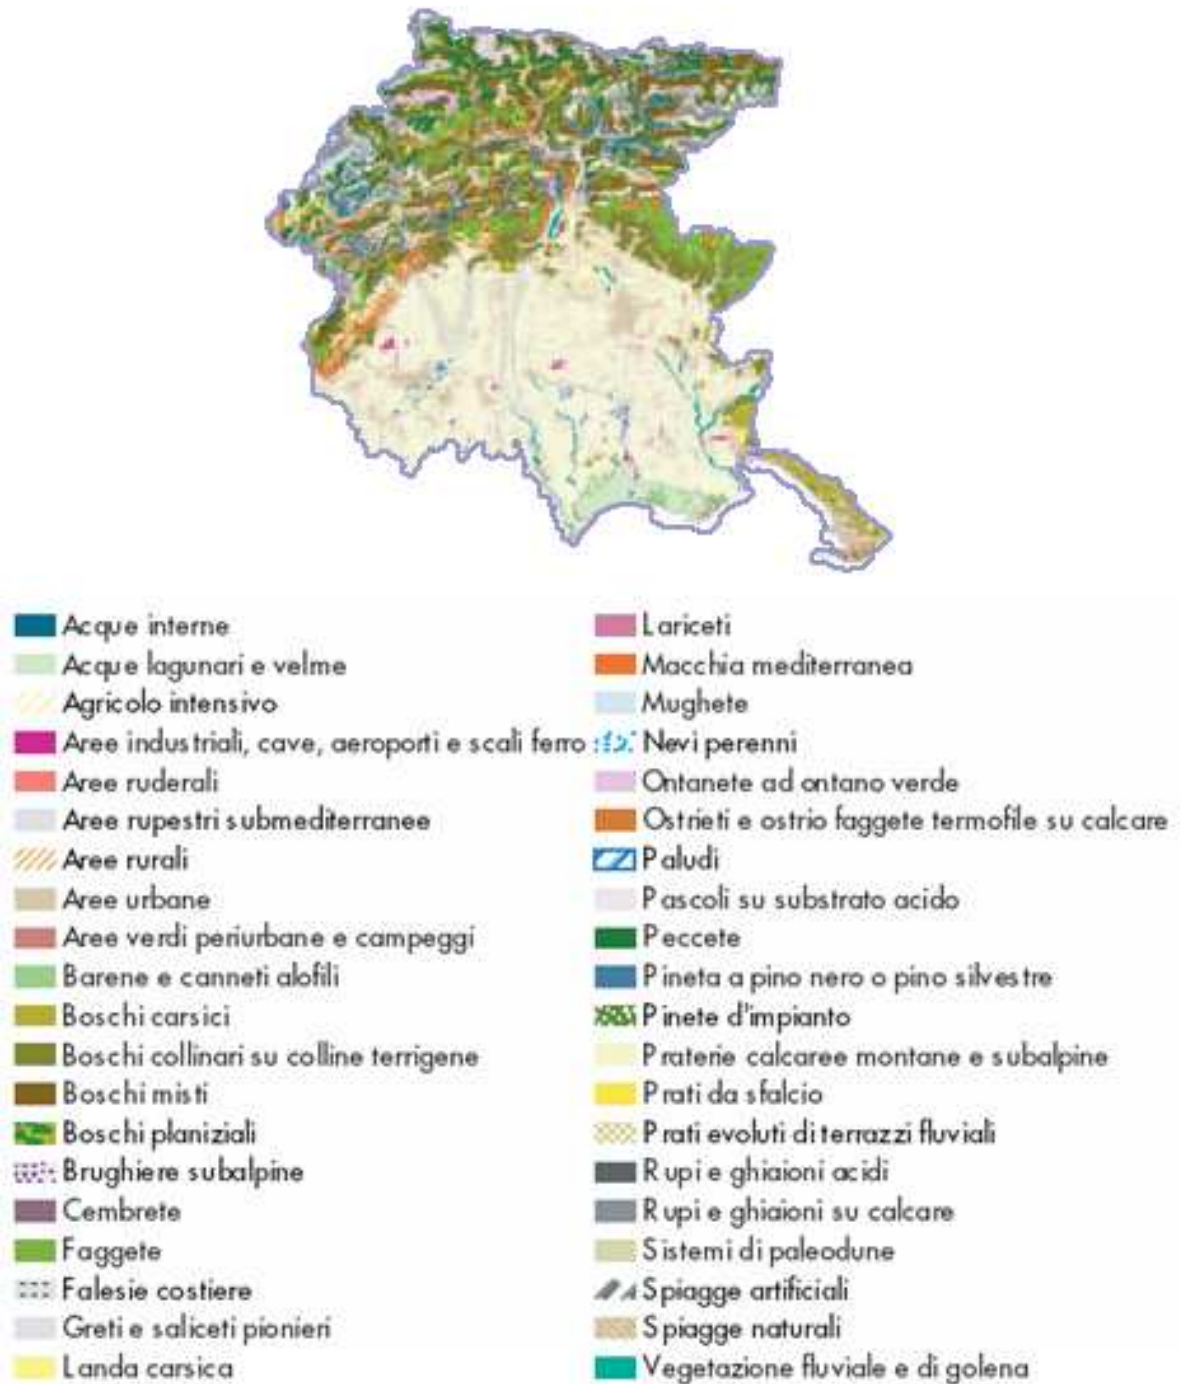 Acque interne
Acque lagunari e velme
Agricolo intensivo
Aree industriali, cave, aeroporti e scali ferro
Aree ruderali
Aree rupestri submediterranee
Aree rurali
Aree urbane
Aree verdi periurbane e campeggi
Barene e canneti alofili
Boschi carsici
Boschi collinari su colline terrigene
Boschi misti
Boschi planiziali
Brughiere subalpine
Cembrete
Faggete
Falesie costiere
Greti e saliceti pionieri
Landa carsica
Lariceti
Macchia mediterranea
Mughete
Nevi perenni
Ontanete ad ontano verde
Ostrieti e ostrio faggete termofile su calcare
Paludi
Pascoli su substrato acido
Peccete
Pineta a pino nero o pino silvestre
Pinete d'impianto
Praterie calcaree montane e subalpine
Prati da sfalcio
Prati evoluti di terrazzi fluviali
Rupi e ghiaioni acidi
Rupi e ghiaioni su calcare
Sistemi di paleodune
Spiagge artificiali
Spiagge naturali
Vegetazione fluviale e di golena